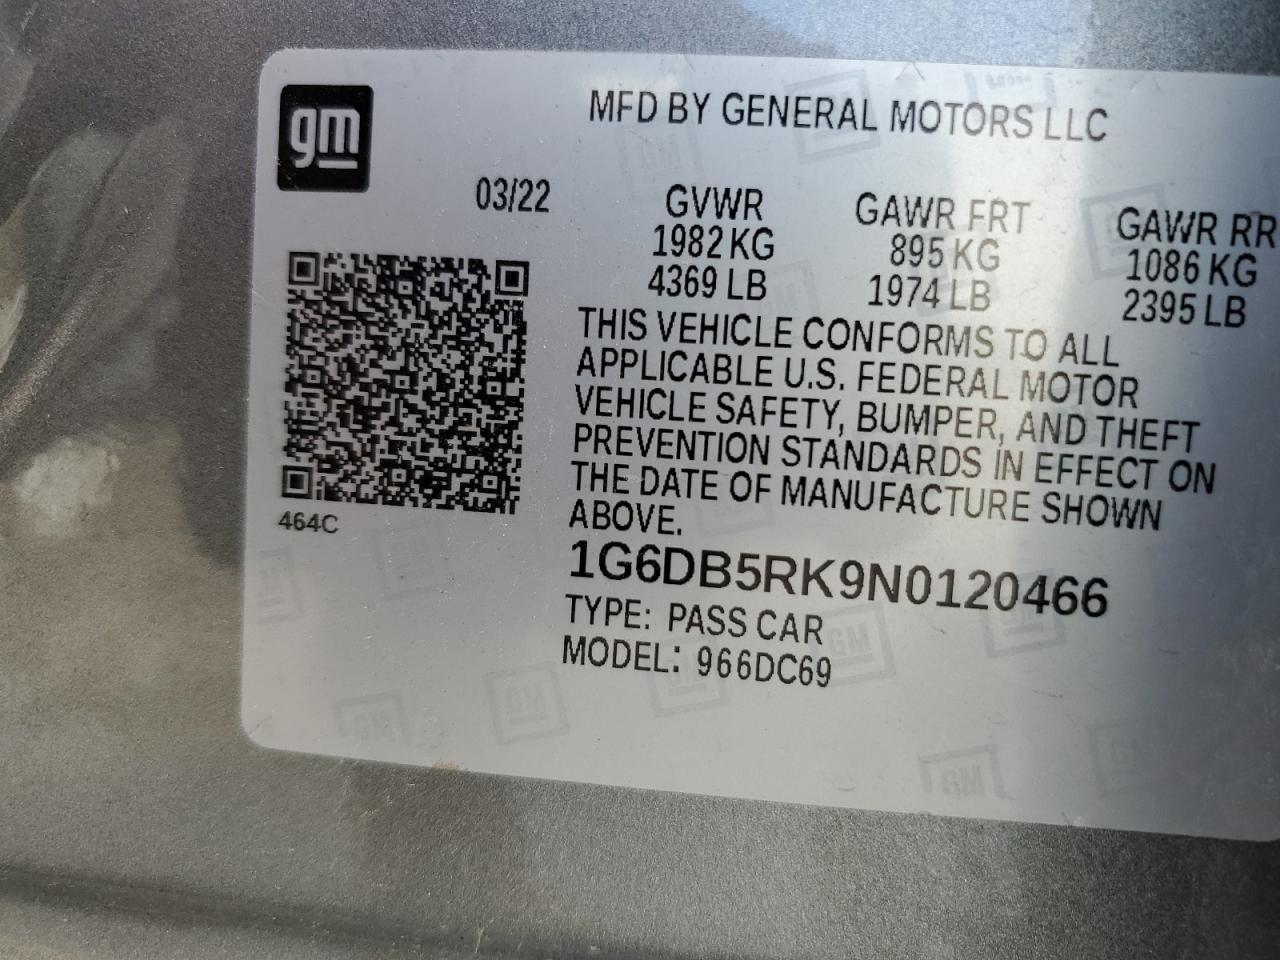 gm
MFD BY GENERAL MOTORS LLC
03/22
GVWR
1982 KG
4369 LB
GAWR FRT
895 KG
1974 LB
GAWR RR
1086 KG
2395 LB
THIS VEHICLE CONFORMS TO ALL
APPLICABLE U.S. FEDERAL MOTOR
VEHICLE SAFETY, BUMPER, AND THEFT
PREVENTION STANDARDS IN EFFECT ON
THE DATE OF MANUFACTURE SHOWN
ABOVE.
464C
1G6DB5RK9N0120466
TYPE: PASS CAR
MODEL: 966DC69